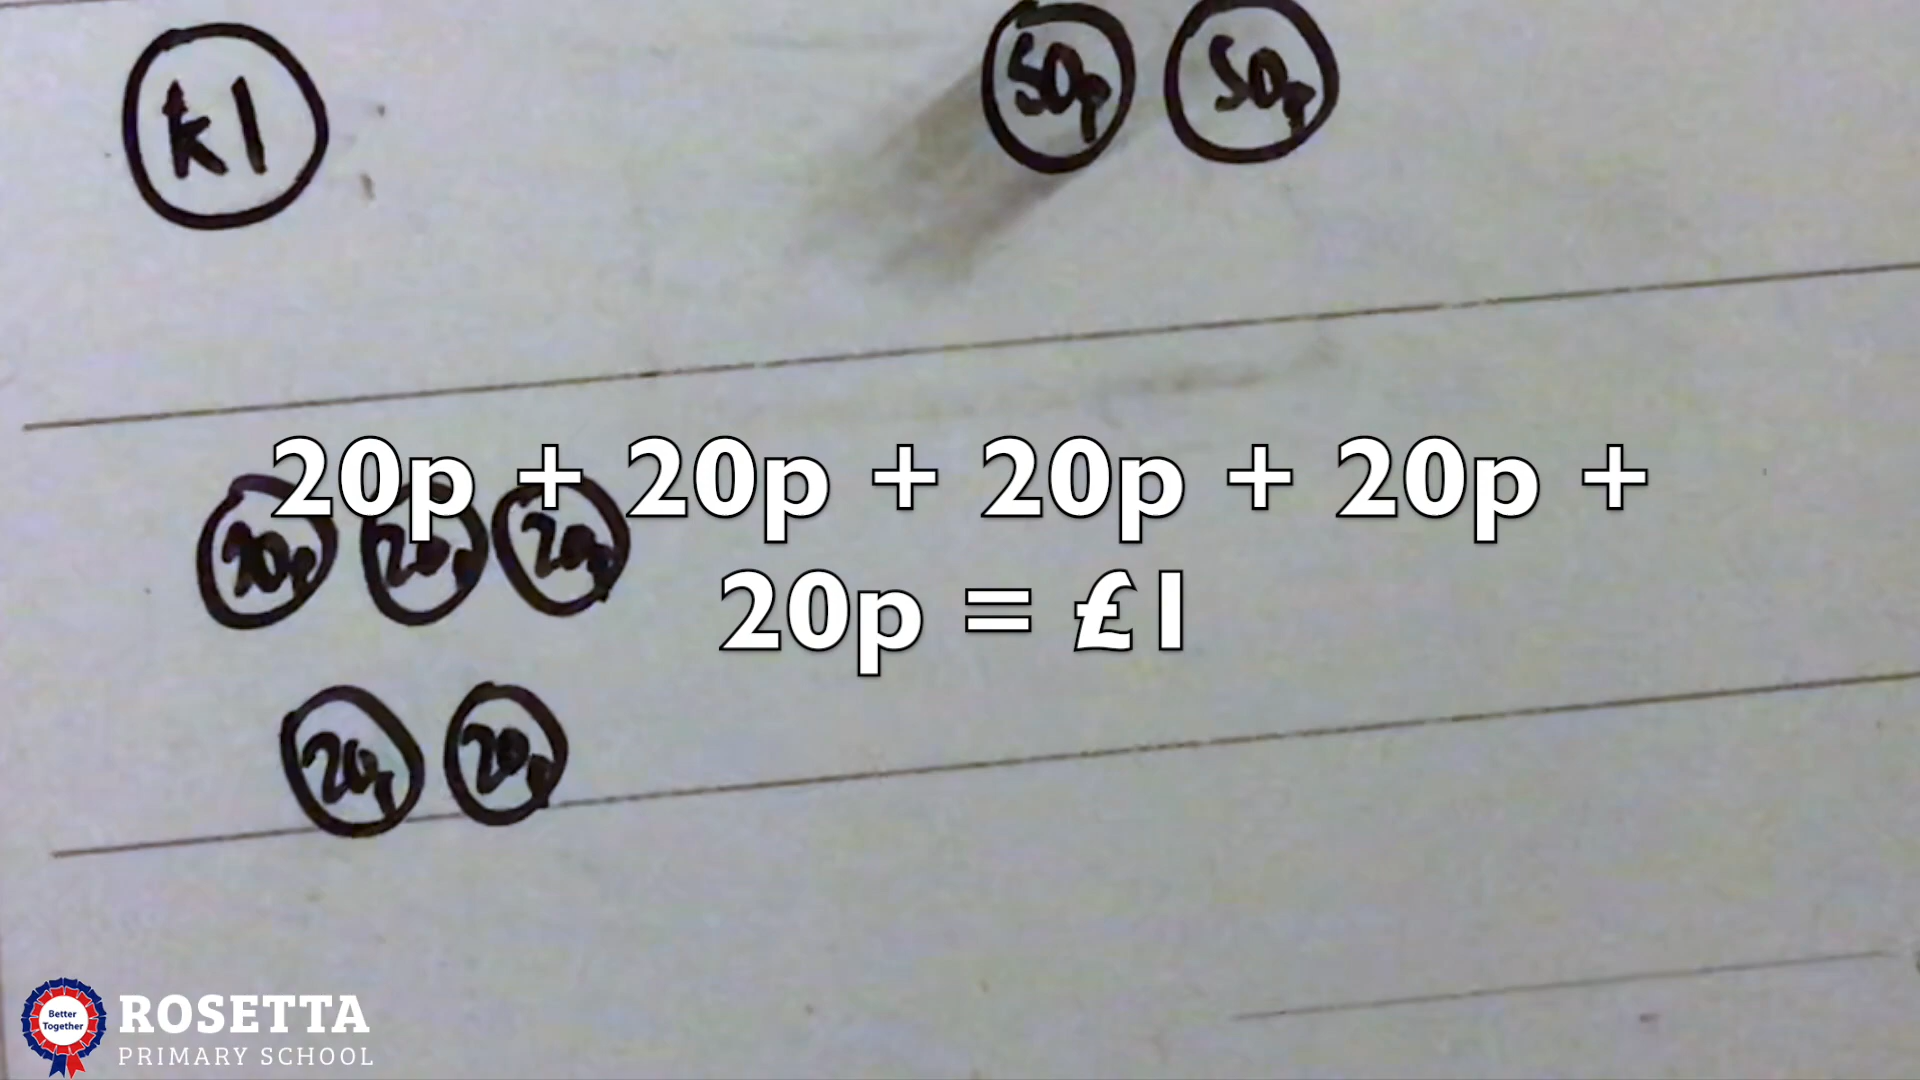 £1
50p 50p
20p + 20p + 20p + 20p +
20p = £1
20p 20p 20p
20p 20p
Better
Together
ROSETTA
PRIMARY SCHOOL